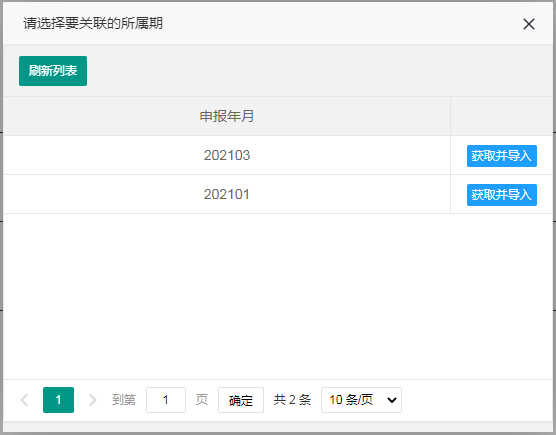 请选择要关联的所属期
刷新列表
申报年月
202103 获取并导入
202101 获取并导入
1 到第 1 页 确定 共 2 条 10 条/页